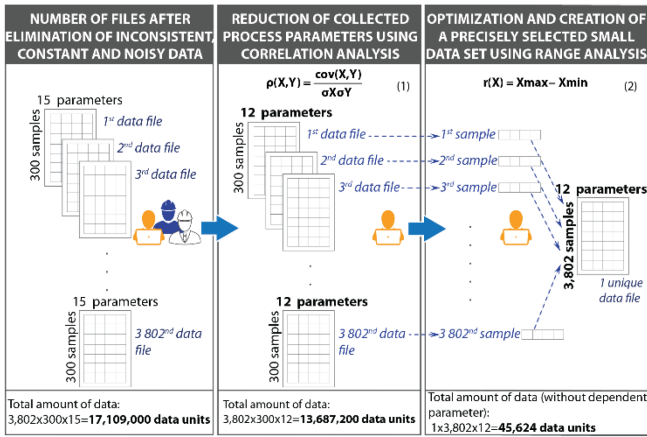 NUMBER OF FILES AFTER
ELIMINATION OF INCONSISTENT,
CONSTANT AND NOISY DATA
15 parameters
300 samples
1st data file
2nd data file
3rd data file
15 parameters
300 samples
3 802nd data
file
Total amount of data:
3,802x300x15=17,109,000 data units
REDUCTION OF COLLECTED
PROCESS PARAMETERS USING
CORRELATION ANALYSIS
ρ(X,Y) = cov(X,Y) (1)
σXσY
12 parameters
300 samples
1st data file
2nd data file
3rd data file
12 parameters
300 samples
3 802nd data
file
Total amount of data:
3,802x300x12=13,687,200 data units
OPTIMIZATION AND CREATION OF
A PRECISELY SELECTED SMALL
DATA SET USING RANGE ANALYSIS
r(X) = Xmax− Xmin (2)
1st sample
2nd sample
3rd sample
12 parameters
3,802 samples
1 unique
data file
3 802nd sample
Total amount of data (without dependent
parameter):
1x3,802x12=45,624 data units